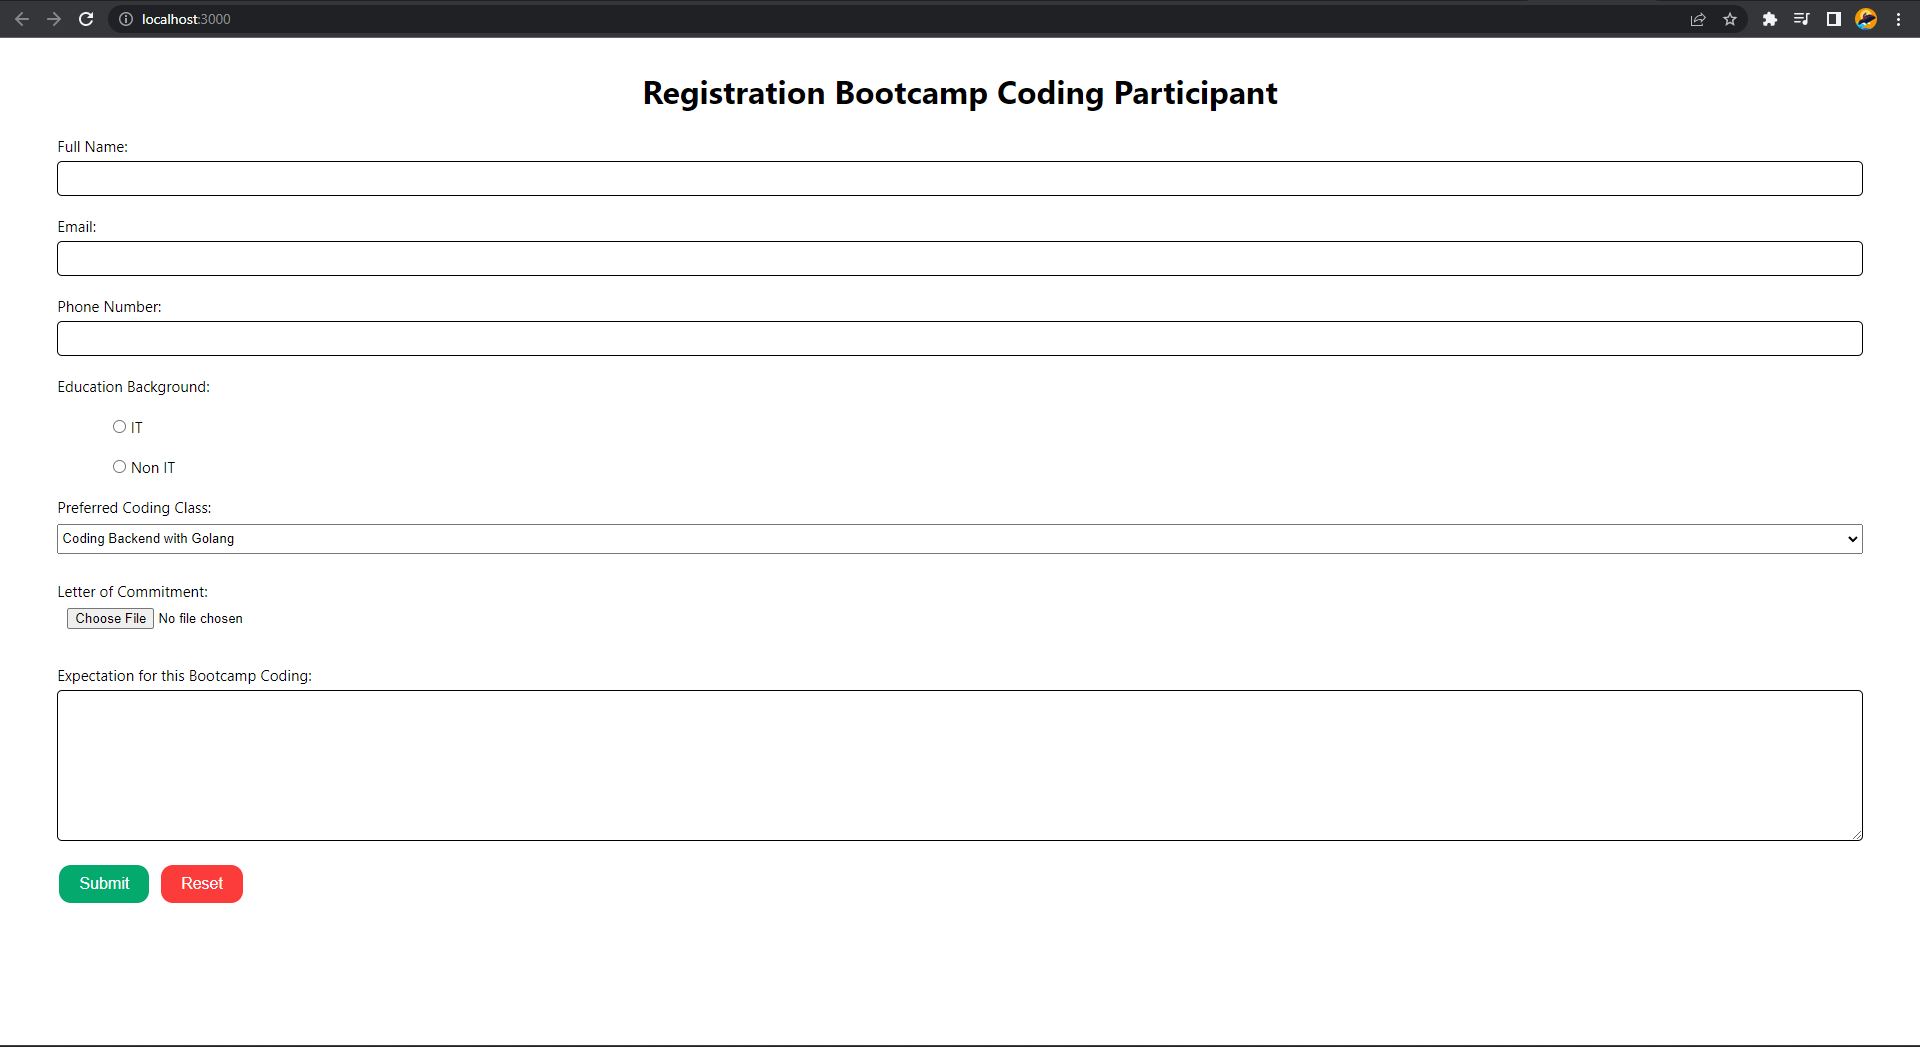 localhost:3000
Registration Bootcamp Coding Participant
Full Name:
Email:
Phone Number:
Education Background:
IT
Non IT
Preferred Coding Class:
Coding Backend with Golang
Letter of Commitment:
Choose File No file chosen
Expectation for this Bootcamp Coding:
Submit Reset